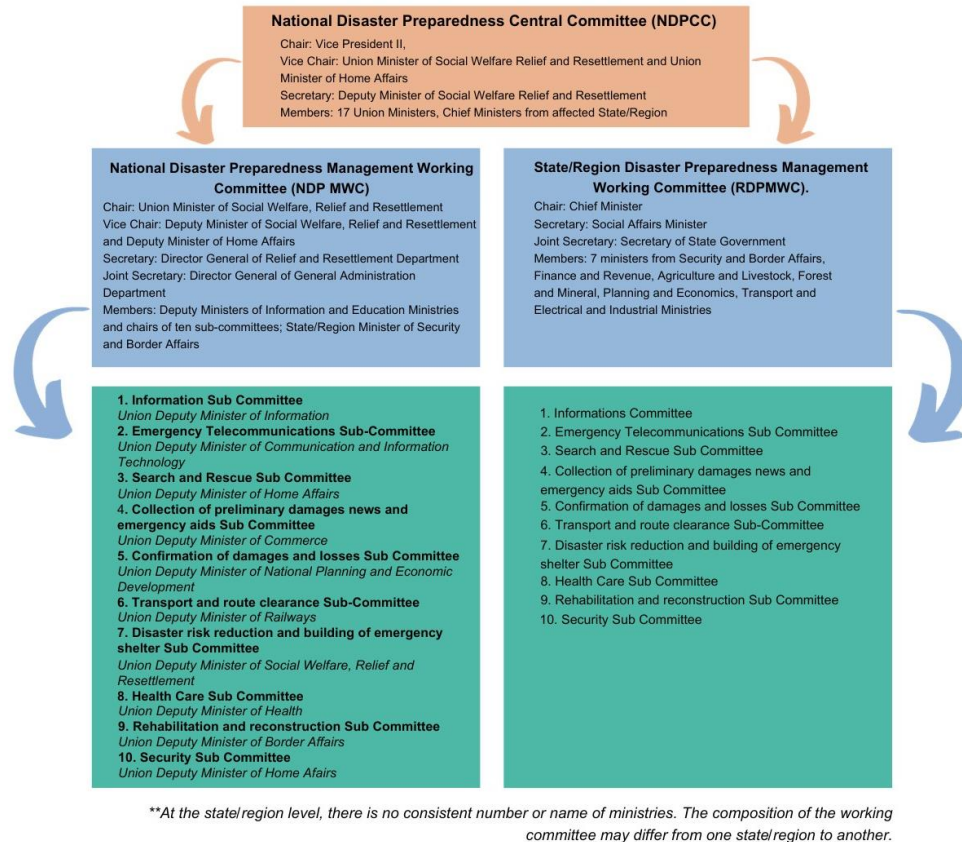 National Disaster Preparedness Central Committee (NDPCC)
Chair: Vice President II,
Vice Chair: Union Minister of Social Welfare Relief and Resettlement and Union
Minister of Home Affairs
Secretary: Deputy Minister of Social Welfare Relief and Resettlement
Members: 17 Union Ministers, Chief Ministers from affected State/Region
National Disaster Preparedness Management Working
Committee (NDP MWC)
Chair: Union Minister of Social Welfare, Relief and Resettlement
Vice Chair: Deputy Minister of Social Welfare, Relief and Resettlement
and Deputy Minister of Home Affairs
Secretary: Director General of Relief and Resettlement Department
Joint Secretary: Director General of General Administration
Department
Members: Deputy Ministers of Information and Education Ministries
and chairs of ten sub-committees; State/Region Minister of Security
and Border Affairs
State/Region Disaster Preparedness Management
Working Committee (RDPMWC).
Chair: Chief Minister
Secretary: Social Affairs Minister
Joint Secretary: Secretary of State Government
Members: 7 ministers from Security and Border Affairs,
Finance and Revenue, Agriculture and Livestock, Forest
and Mineral, Planning and Economics, Transport and
Electrical and Industrial Ministries
1. Information Sub Committee
Union Deputy Minister of Information
2. Emergency Telecommunications Sub-Committee
Union Deputy Minister of Communication and Information
Technology
3. Search and Rescue Sub Committee
Union Deputy Minister of Home Affairs
4. Collection of preliminary damages news and
emergency aids Sub Committee
Union Deputy Minister of Commerce
5. Confirmation of damages and losses Sub Committee
Union Deputy Minister of National Planning and Economic
Development
6. Transport and route clearance Sub-Committee
Union Deputy Minister of Railways
7. Disaster risk reduction and building of emergency
shelter Sub Committee
Union Deputy Minister of Social Welfare, Relief and
Resettlement
8. Health Care Sub Committee
Union Deputy Minister of Health
9. Rehabilitation and reconstruction Sub Committee
Union Deputy Minister of Border Affairs
10. Security Sub Committee
Union Deputy Minister of Home Afairs
1. Informations Committee
2. Emergency Telecommunications Sub Committee
3. Search and Rescue Sub Committee
4. Collection of preliminary damages news and
emergency aids Sub Committee
5. Confirmation of damages and losses Sub Committee
6. Transport and route clearance Sub-Committee
7. Disaster risk reduction and building of emergency
shelter Sub Committee
8. Health Care Sub Committee
9. Rehabilitation and reconstruction Sub Committee
10. Security Sub Committee
**At the state/region level, there is no consistent number or name of ministries. The composition of the working
committee may differ from one state/region to another.